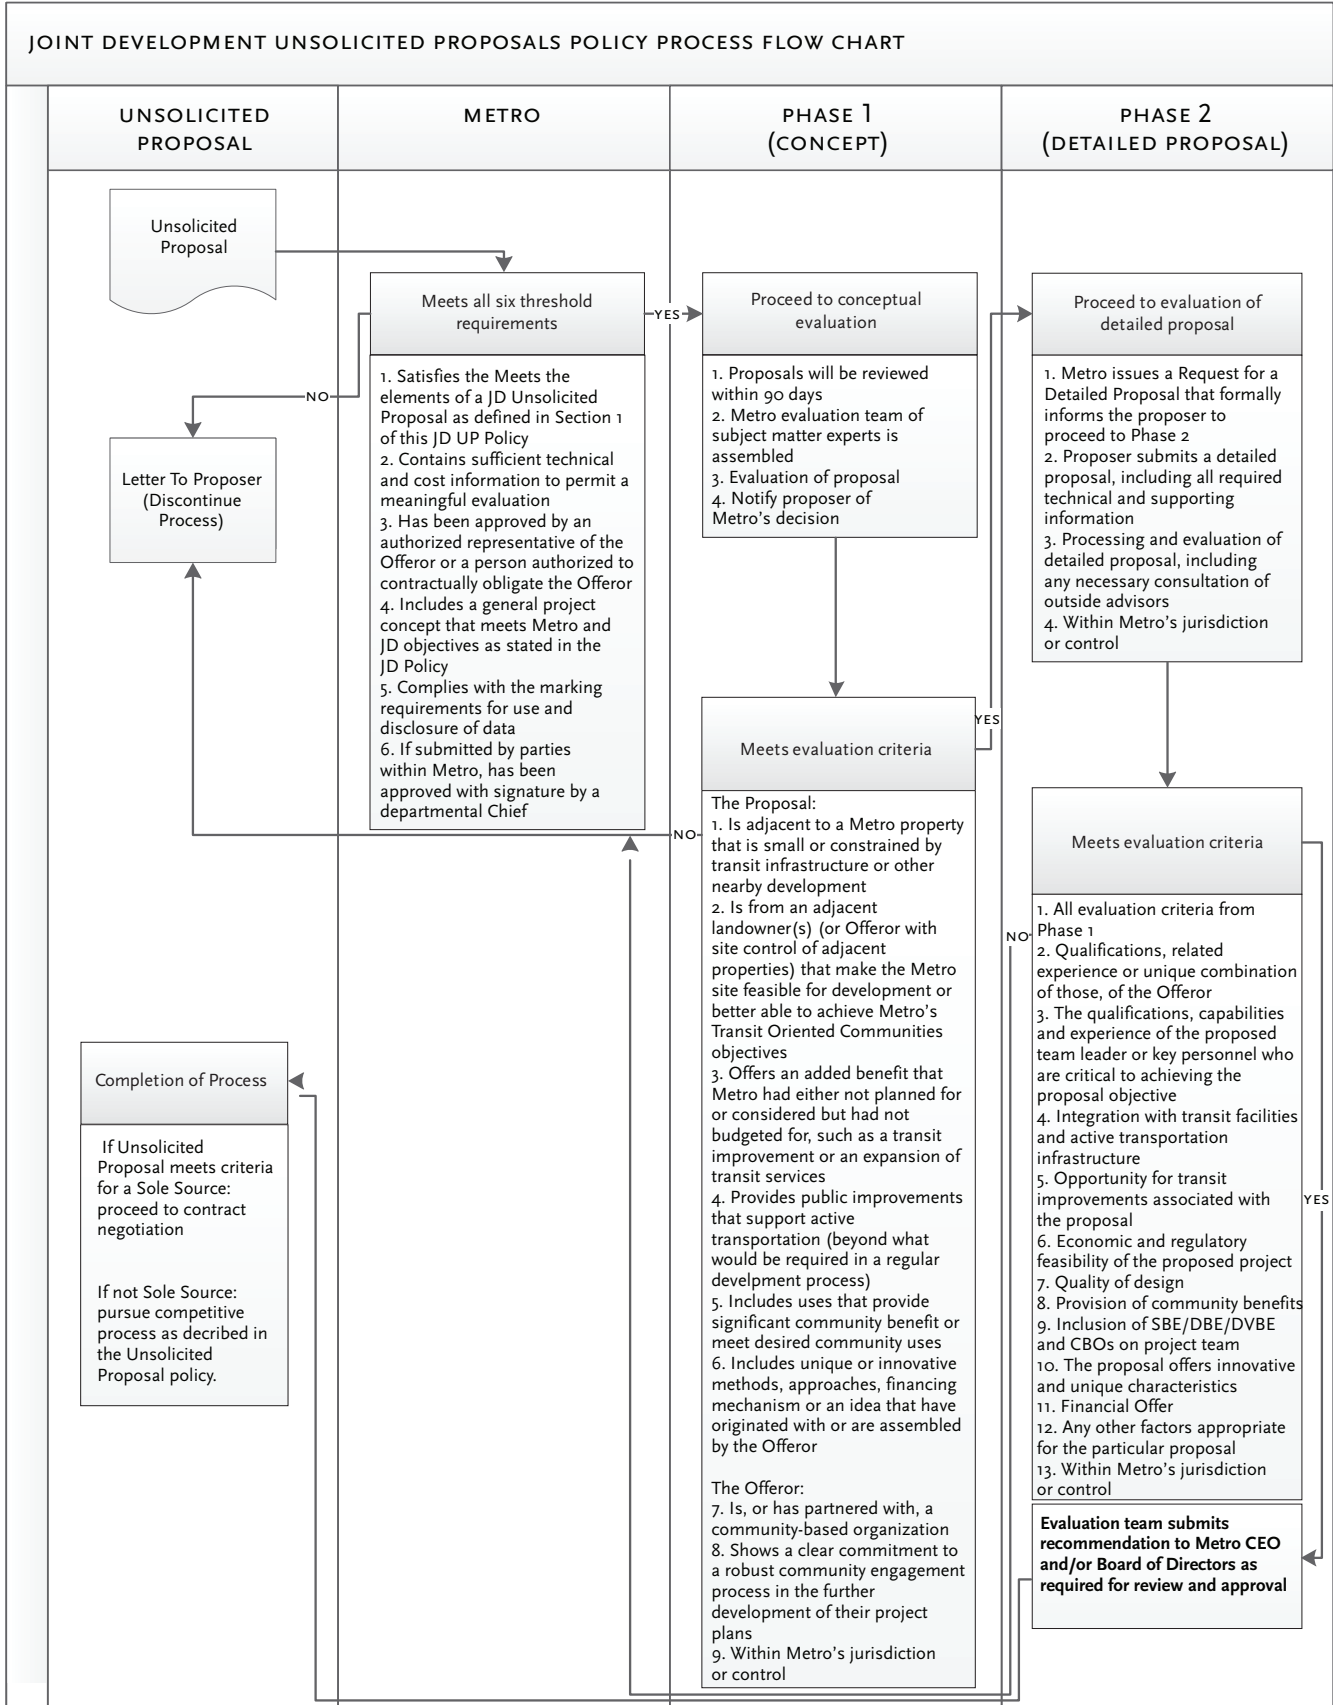 JOINT DEVELOPMENT UNSOLICITED PROPOSALS POLICY PROCESS FLOW CHART
UNSOLICITED
PROPOSAL
METRO
PHASE 1
(CONCEPT)
PHASE 2
(DETAILED PROPOSAL)
Unsolicited
Proposal
NO
Letter To Proposer
(Discontinue
Process)
Completion of Process
If Unsolicited
Proposal meets criteria
for a Sole Source:
proceed to contract
negotiation
If not Sole Source:
pursue competitive
process as decribed in
the Unsolicited
Proposal policy.
Meets all six threshold
requirements
YES
1. Satisfies the Meets the
elements of a JD Unsolicited
Proposal as defined in Section 1
of this JD UP Policy
2. Contains sufficient technical
and cost information to permit a
meaningful evaluation
3. Has been approved by an
authorized representative of the
Offeror or a person authorized to
contractually obligate the Offeror
4. Includes a general project
concept that meets Metro and
JD objectives as stated in the
JD Policy
5. Complies with the marking
requirements for use and
disclosure of data
6. If submitted by parties
within Metro, has been
approved with signature by a
departmental Chief
Proceed to conceptual
evaluation
1. Proposals will be reviewed
within 90 days
2. Metro evaluation team of
subject matter experts is
assembled
3. Evaluation of proposal
4. Notify proposer of
Metro's decision
Meets evaluation criteria
YES
NO
The Proposal:
1. Is adjacent to a Metro property
that is small or constrained by
transit infrastructure or other
nearby development
2. Is from an adjacent
landowner(s) (or Offeror with
site control of adjacent
properties) that make the Metro
site feasible for development or
better able to achieve Metro's
Transit Oriented Communities
objectives
3. Offers an added benefit that
Metro had either not planned for
or considered but had not
budgeted for, such as a transit
improvement or an expansion of
transit services
4. Provides public improvements
that support active
transportation (beyond what
would be required in a regular
develpment process)
5. Includes uses that provide
significant community benefit or
meet desired community uses
6. Includes unique or innovative
methods, approaches, financing
mechanism or an idea that have
originated with or are assembled
by the Offeror
The Offeror:
7. Is, or has partnered with, a
community-based organization
8. Shows a clear commitment to
a robust community engagement
process in the further
development of their project
plans
9. Within Metro's jurisdiction
or control
Proceed to evaluation of
detailed proposal
1. Metro issues a Request for a
Detailed Proposal that formally
informs the proposer to
proceed to Phase 2
2. Proposer submits a detailed
proposal, including all required
technical and supporting
information
3. Processing and evaluation of
detailed proposal, including
any necessary consultation of
outside advisors
4. Within Metro's jurisdiction
or control
Meets evaluation criteria
NO
YES
1. All evaluation criteria from
Phase 1
2. Qualifications, related
experience or unique combination
of those, of the Offeror
3. The qualifications, capabilities
and experience of the proposed
team leader or key personnel who
are critical to achieving the
proposal objective
4. Integration with transit facilities
and active transportation
infrastructure
5. Opportunity for transit
improvements associated with
the proposal
6. Economic and regulatory
feasibility of the proposed project
7. Quality of design
8. Provision of community benefits
9. Inclusion of SBE/DBE/DVBE
and CBOs on project team
10. The proposal offers innovative
and unique characteristics
11. Financial Offer
12. Any other factors appropriate
for the particular proposal
13. Within Metro's jurisdiction
or control
Evaluation team submits
recommendation to Metro CEO
and/or Board of Directors as
required for review and approval